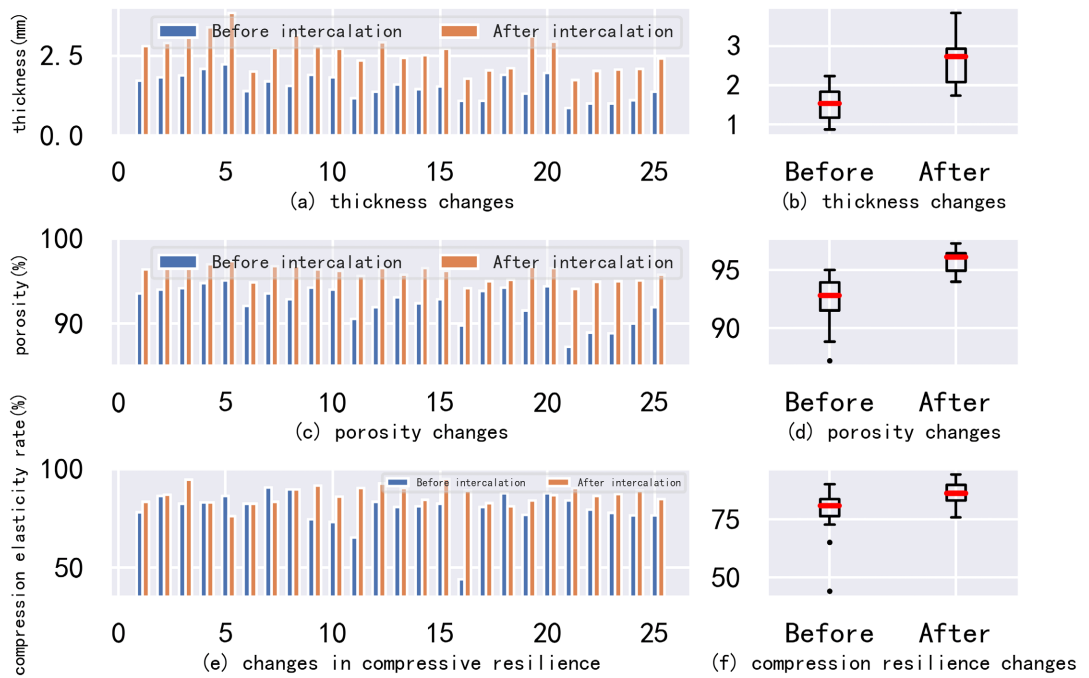 thickness(mm)
2.5
0.0
Before intercalation
After intercalation
0 5 10 15 20 25
(a) thickness changes
3
2
1
Before After
(b) thickness changes
porosity(%)
100
90
Before intercalation
After intercalation
0 5 10 15 20 25
(c) porosity changes
95
90
Before After
(d) porosity changes
compression elasticity rate(%)
100
50
Before intercalation
After intercalation
0 5 10 15 20 25
(e) changes in compressive resilience
75
50
Before After
(f) compression resilience changes